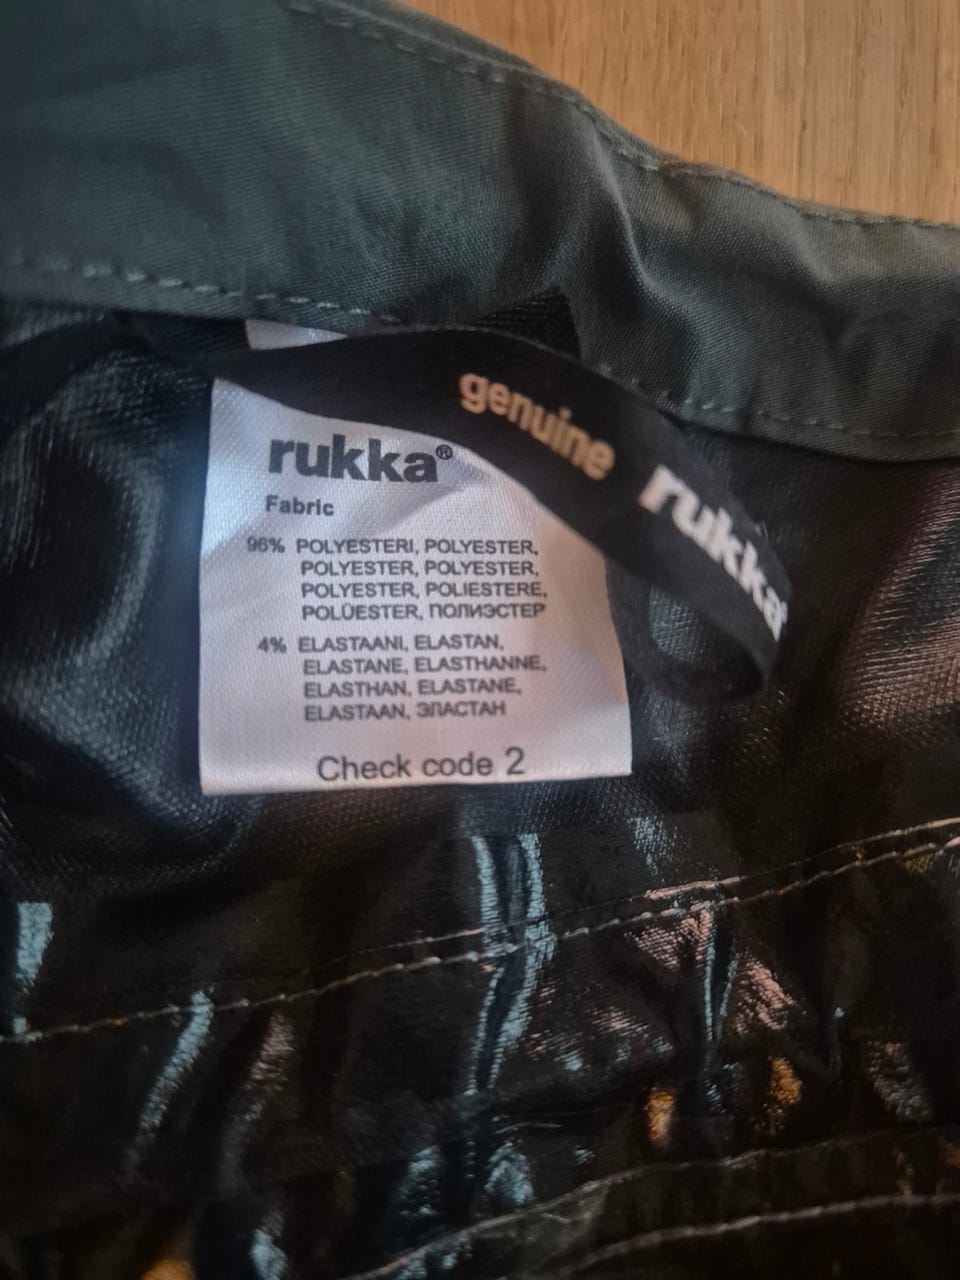 genuine
rukka®
rukka®
Fabric
96% POLYESTERI, POLYESTER,
POLYESTER, POLYESTER,
POLYESTER, POLIESTERE,
POLÜESTER, ПОЛИЭСТЕР
4% ELASTAANI, ELASTAN,
ELASTANE, ELASTHANNE,
ELASTHAN, ELASTANE,
ELASTAAN, ЭЛАСТАН
Check code 2